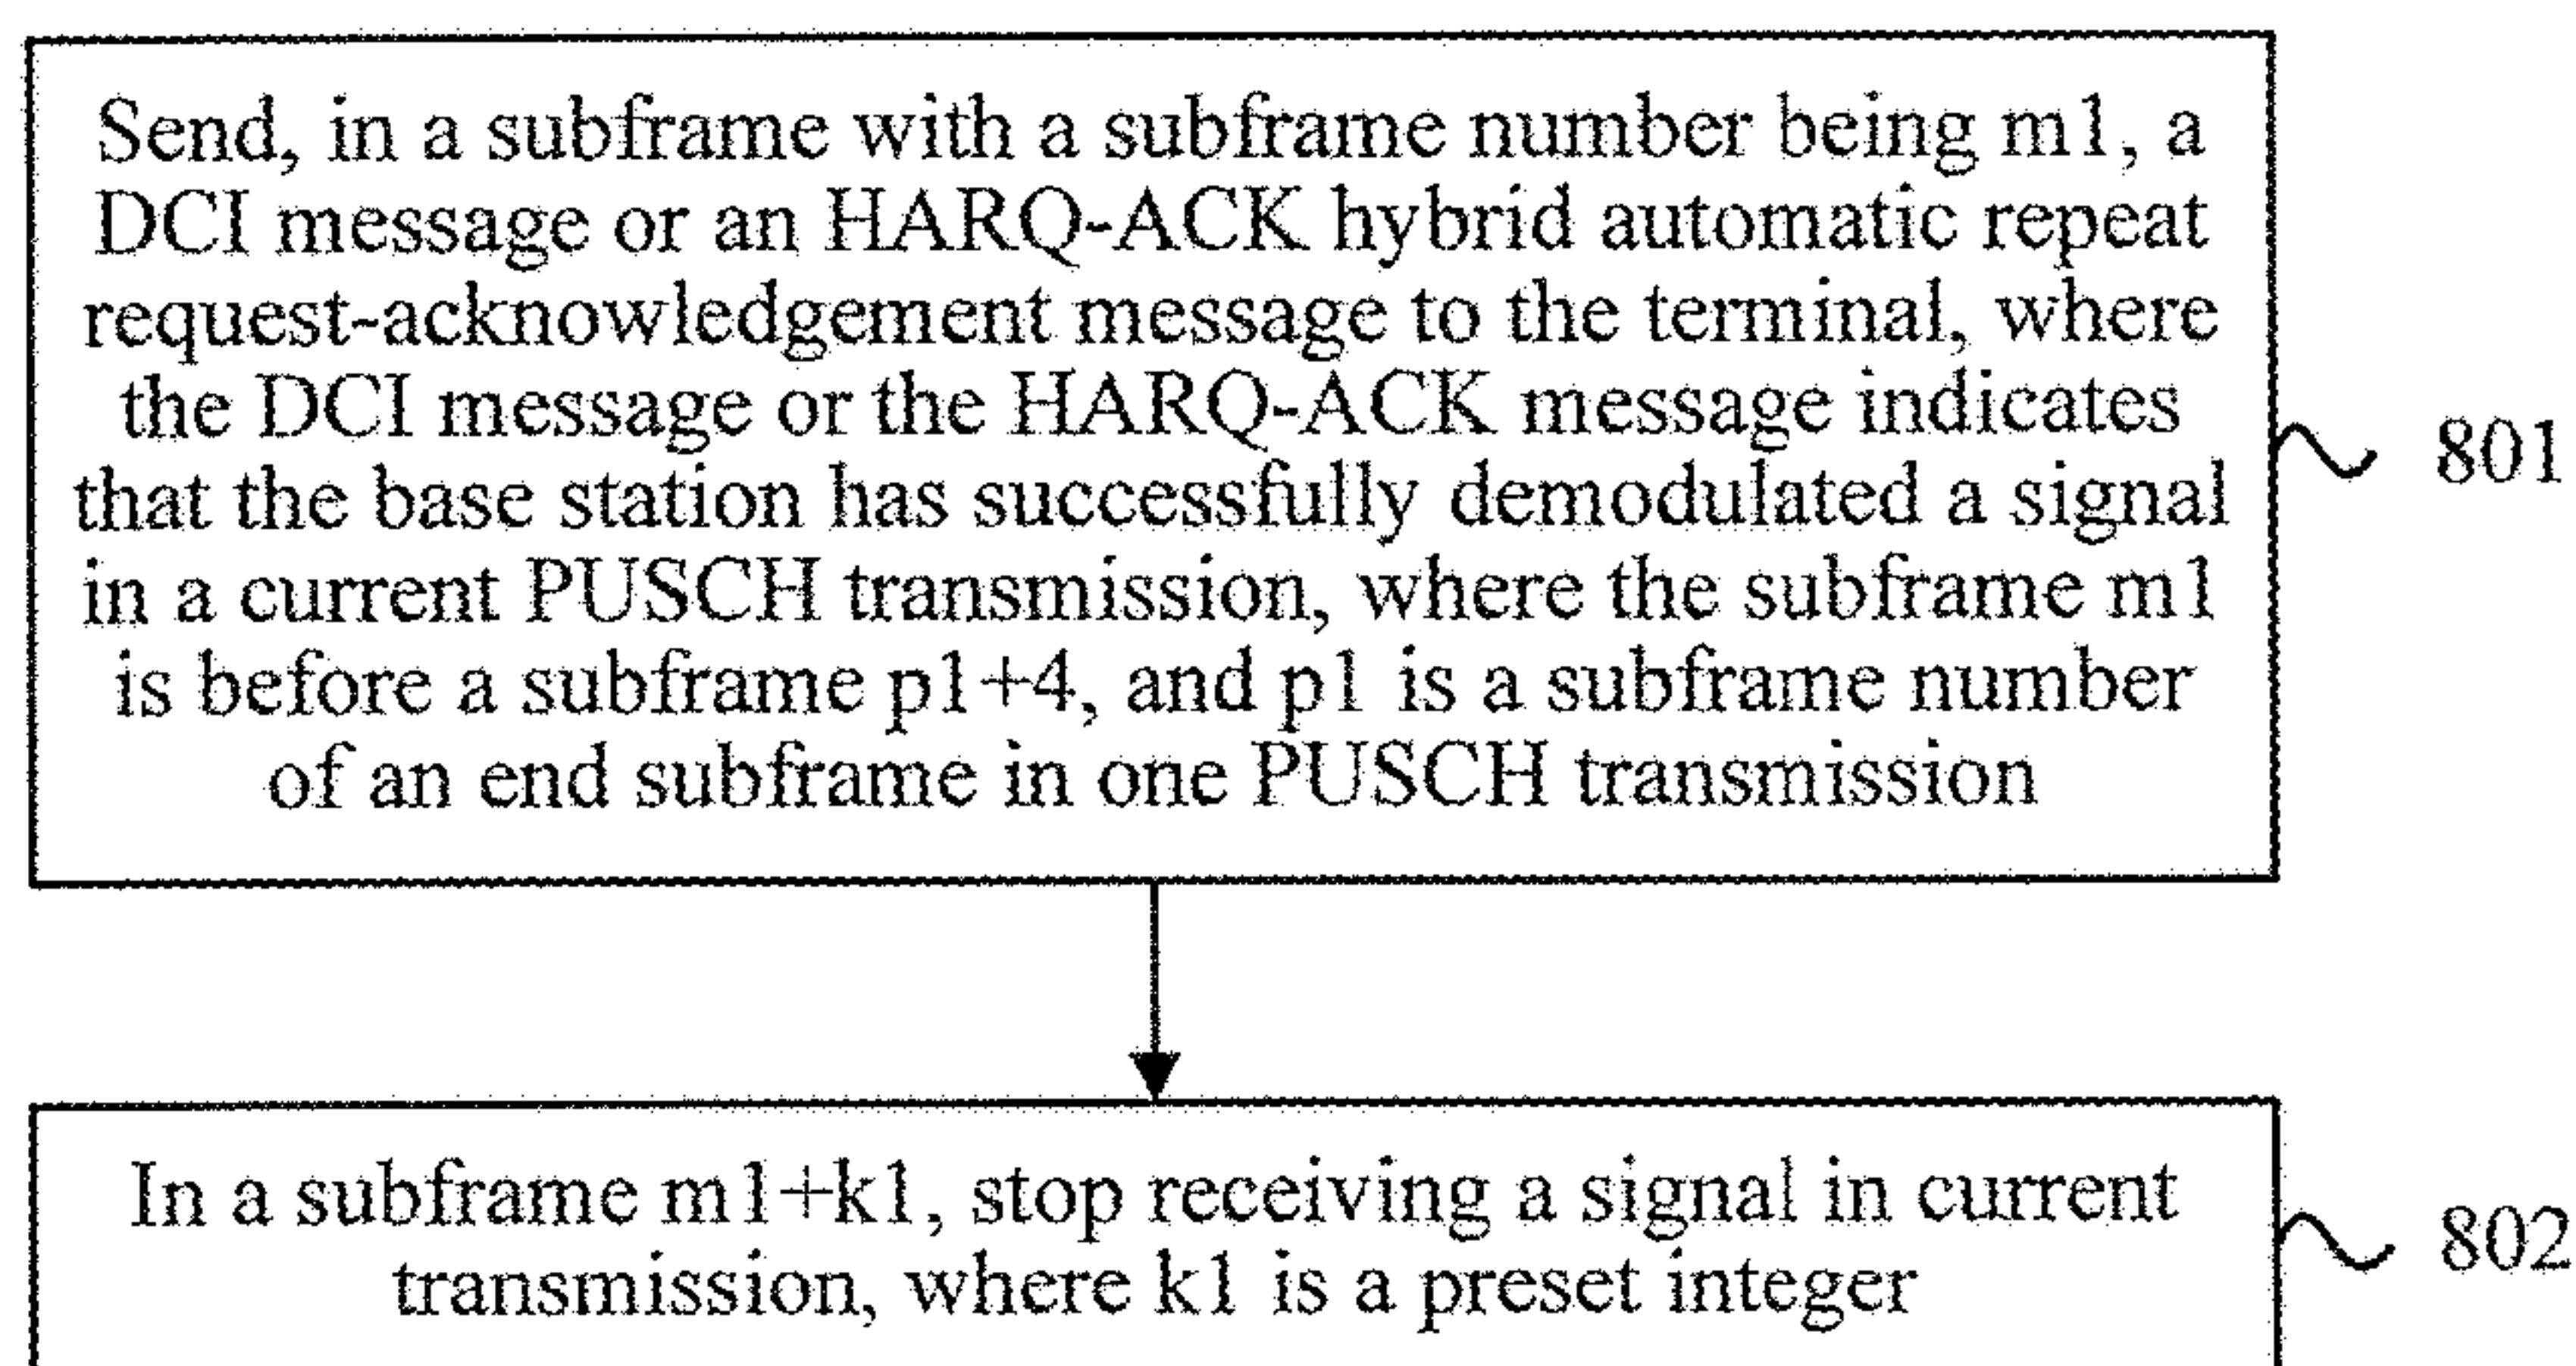 Send, in a subframe with a subframe number being m1, a
DCI message or an HARQ-ACK hybrid automatic repeat
request-acknowledgement message to the terminal, where
the DCI message or the HARQ-ACK message indicates
that the base station has successfully demodulated a signal
in a current PUSCH transmission, where the subframe m1
is before a subframe p1+4, and p1 is a subframe number
of an end subframe in one PUSCH transmission
801
In a subframe m1+k1, stop receiving a signal in current
transmission, where k1 is a preset integer
802